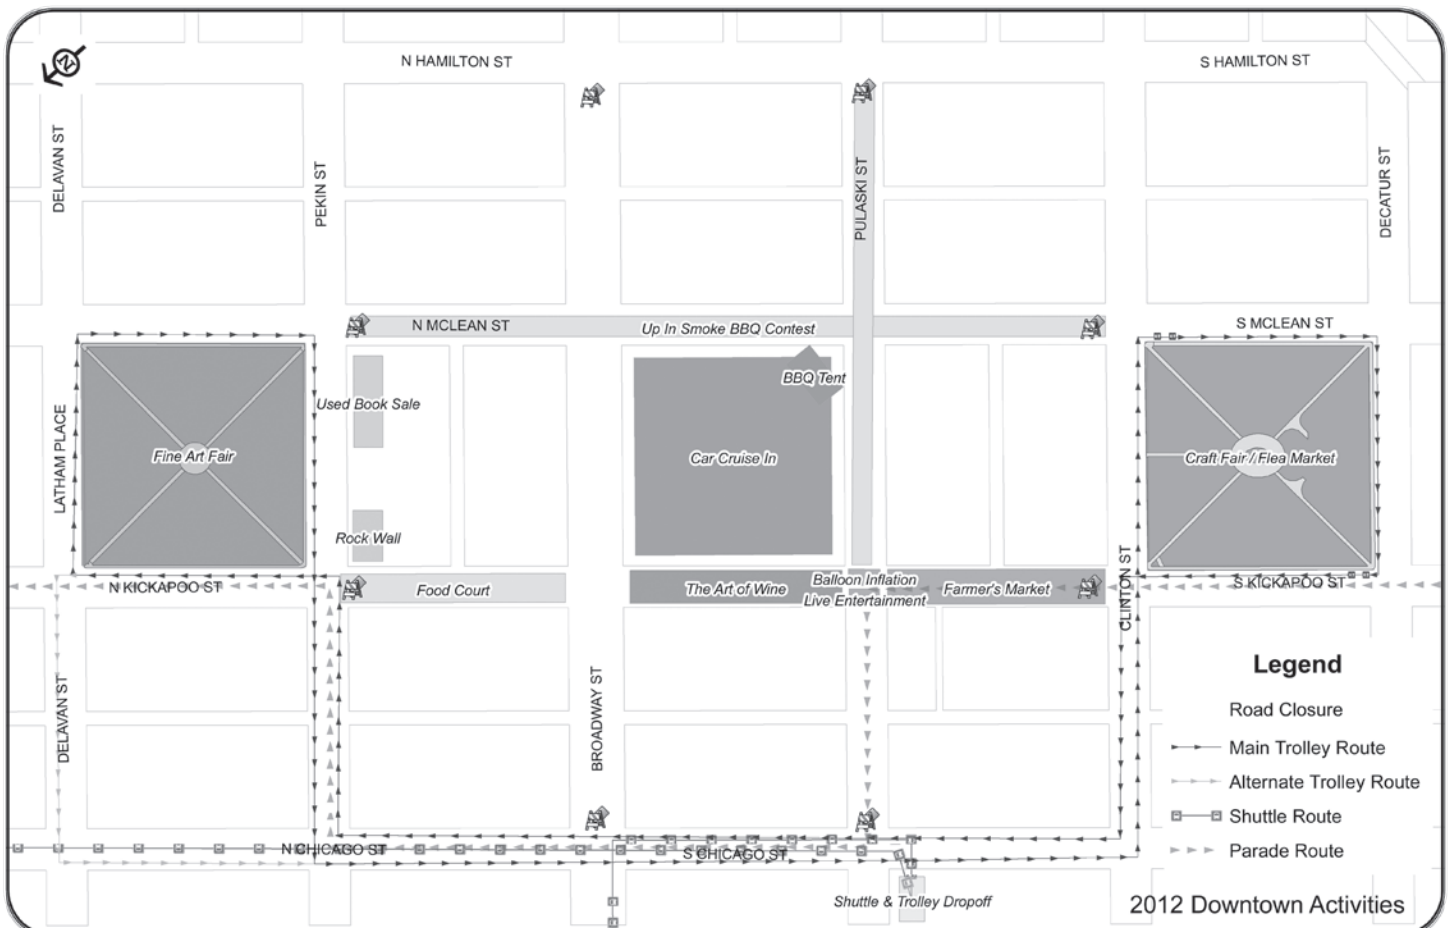 N HAMILTON ST
S HAMILTON ST
N
DELAVAN ST
PEKIN ST
PULASKI ST
DECATUR ST
N MCLEAN ST
Up In Smoke BBQ Contest
S MCLEAN ST
BBQ Tent
Used Book Sale
LATHAM PLACE
Fine Art Fair
Car Cruise In
Craft Fair / Flea Market
Rock Wall
N KICKAPOO ST
Food Court
The Art of Wine
Balloon Inflation
Live Entertainment
Farmer's Market
CLINTON ST
S KICKAPOO ST
DELAVAN ST
BROADWAY ST
Legend
Road Closure
Main Trolley Route
Alternate Trolley Route
Shuttle Route
Parade Route
N CHICAGO ST
S CHICAGO ST
Shuttle & Trolley Dropoff
2012 Downtown Activities